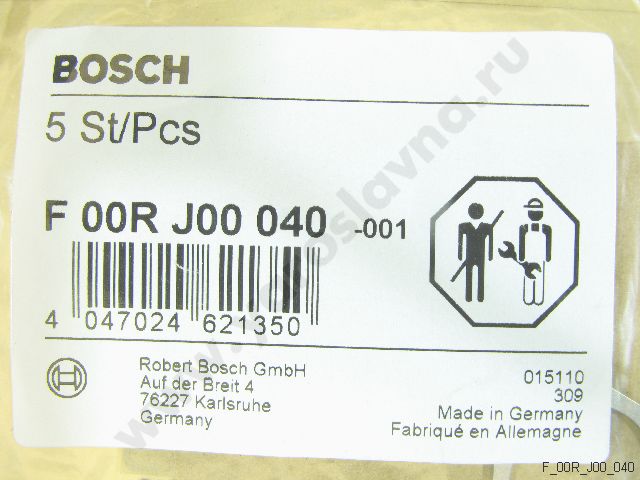 BOSCH
5 St/Pcs
F 00R J00 040 -001
4 047024 621350
Robert Bosch GmbH
Auf der Breit 4
76227 Karlsruhe
Germany
015110
309
Made in Germany
Fabriqué en Allemagne
F_00R_J00_040